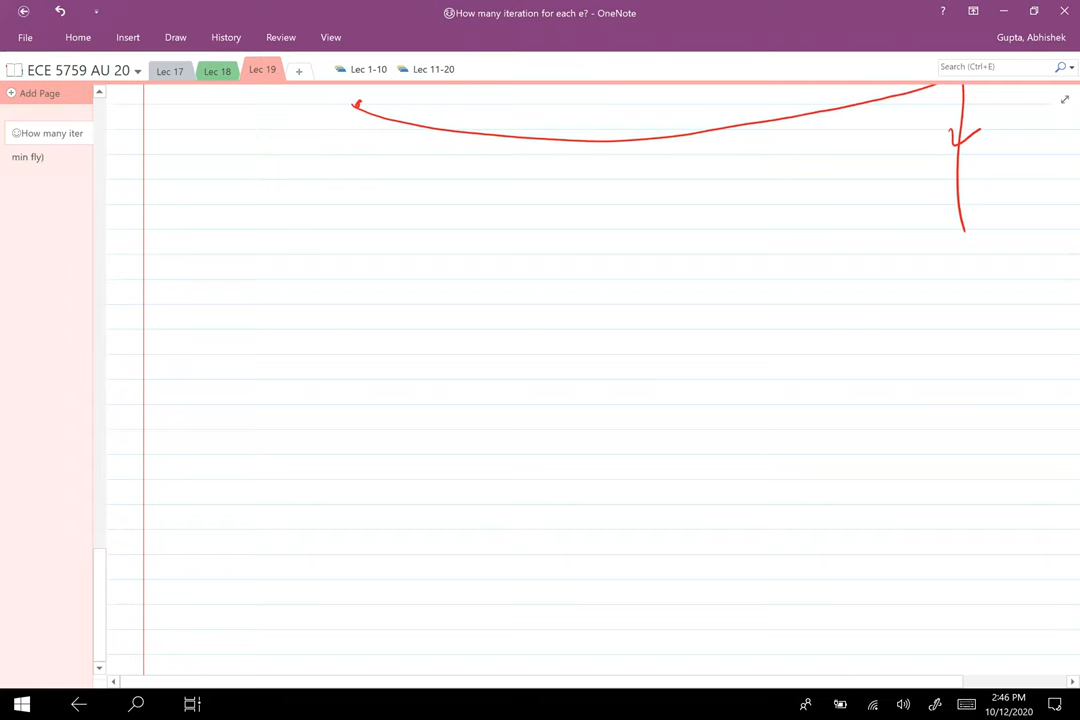 How many iteration for each e? - OneNote
?
File
Home
Insert
Draw
History
Review
View
Gupta, Abhishek
ECE 5759 AU 20
Lec 17
Lec 18
Lec 19
+
Lec 1-10
Lec 11-20
Search (Ctrl+E)
Add Page
How many iter
min fly)
2:46 PM
10/12/2020